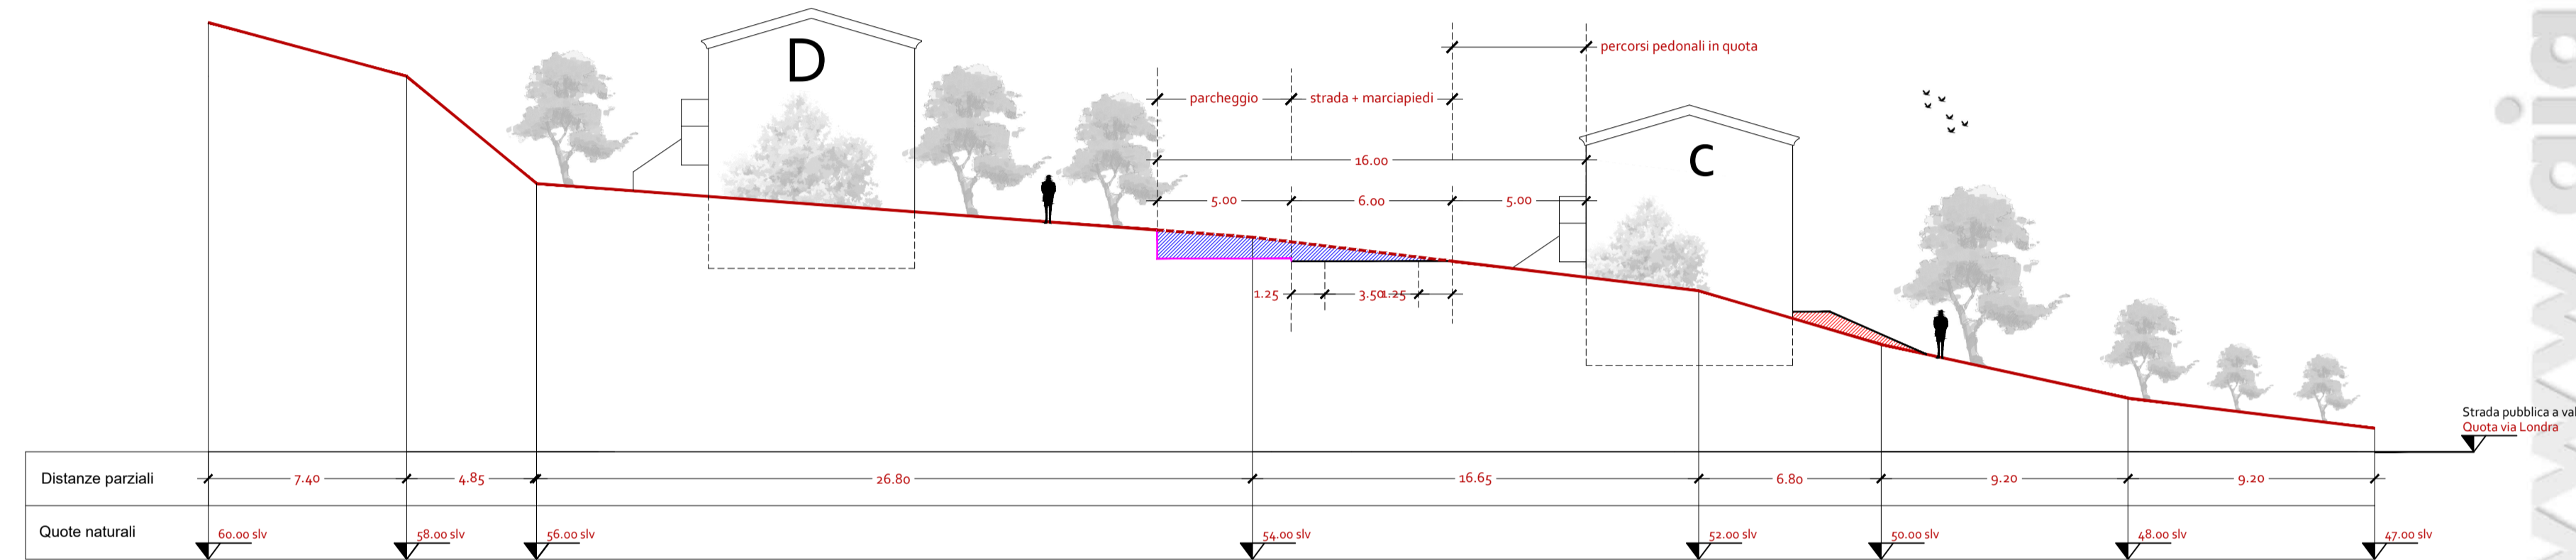 D
percorsi pedonali in quota
parcheggio
strada + marciapiedi
16.00
C
5.00
6.00
5.00
1.25
3.50
1.25
Strada pubblica a val
Quota via Londra
Distanze parziali
7.40
4.85
26.80
16.65
6.80
9.20
9.20
Quote naturali
60.00 slv
58.00 slv
56.00 slv
54.00 slv
52.00 slv
50.00 slv
48.00 slv
47.00 slv